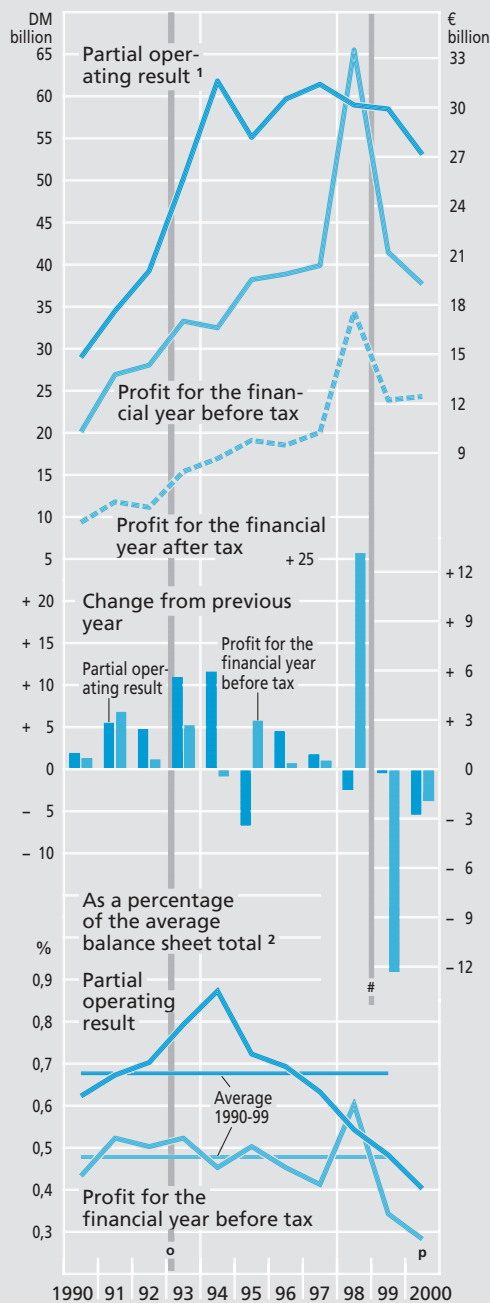 DM
billion
€
billion
65
60
55
50
45
40
35
30
25
20
15
10
5
33
30
27
24
21
18
15
12
9
Partial oper-
ating result ¹
Profit for the finan-
cial year before tax
Profit for the financial
year after tax
+ 25
Change from previous
year
Partial oper-
ating result
Profit for the
financial year
before tax
+ 20
+ 15
+ 10
+ 5
0
– 5
– 10
+ 12
+ 9
+ 6
+ 3
0
– 3
– 6
– 9
– 12
As a percentage
of the average
balance sheet total ²
%
#
0,9
0,8
0,7
0,6
0,5
0,4
0,3
Partial
operating
result
Average
1990-99
Profit for the
financial year before tax
o
p
1990 91 92 93 94 95 96 97 98 99 2000